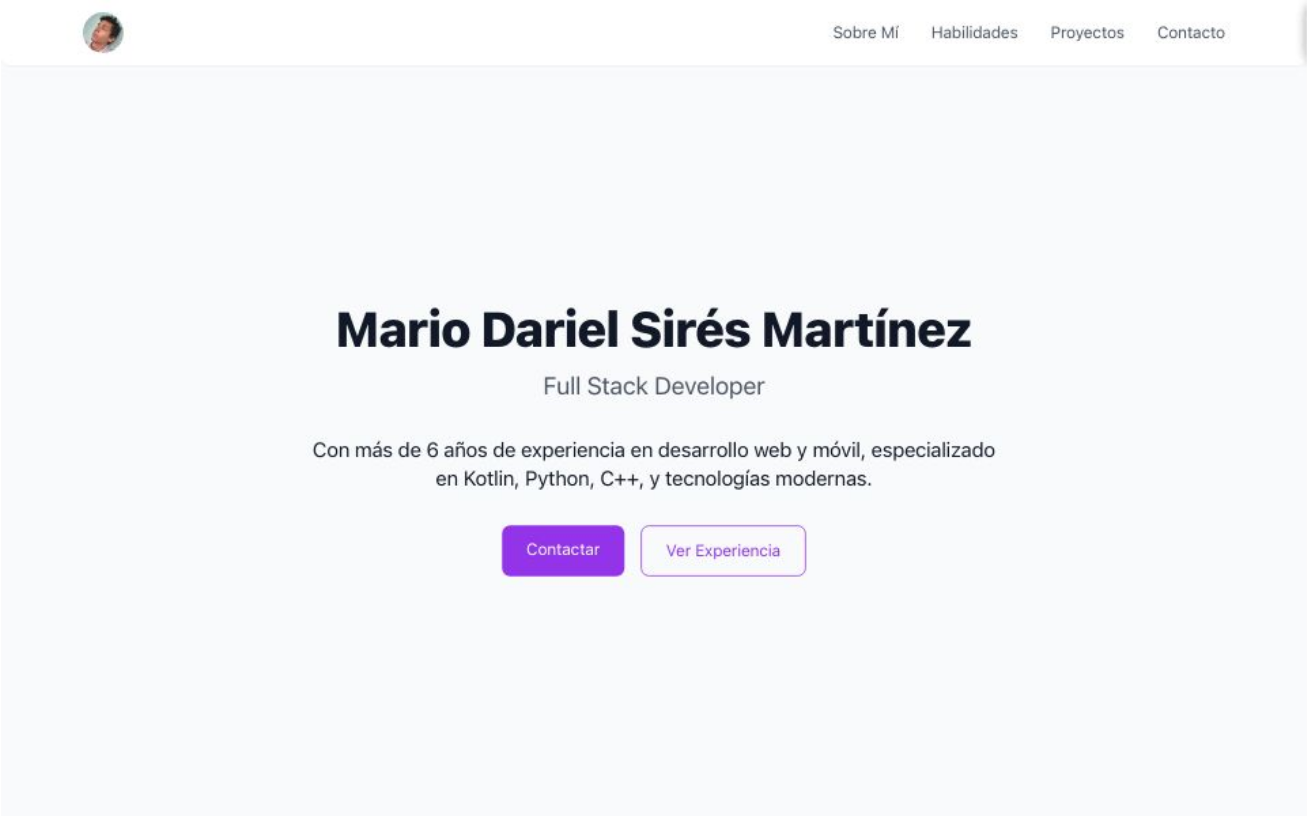 Sobre Mí
Habilidades
Proyectos
Contacto
Mario Dariel Sirés Martínez
Full Stack Developer
Con más de 6 años de experiencia en desarrollo web y móvil, especializado
en Kotlin, Python, C++, y tecnologías modernas.
Contactar
Ver Experiencia